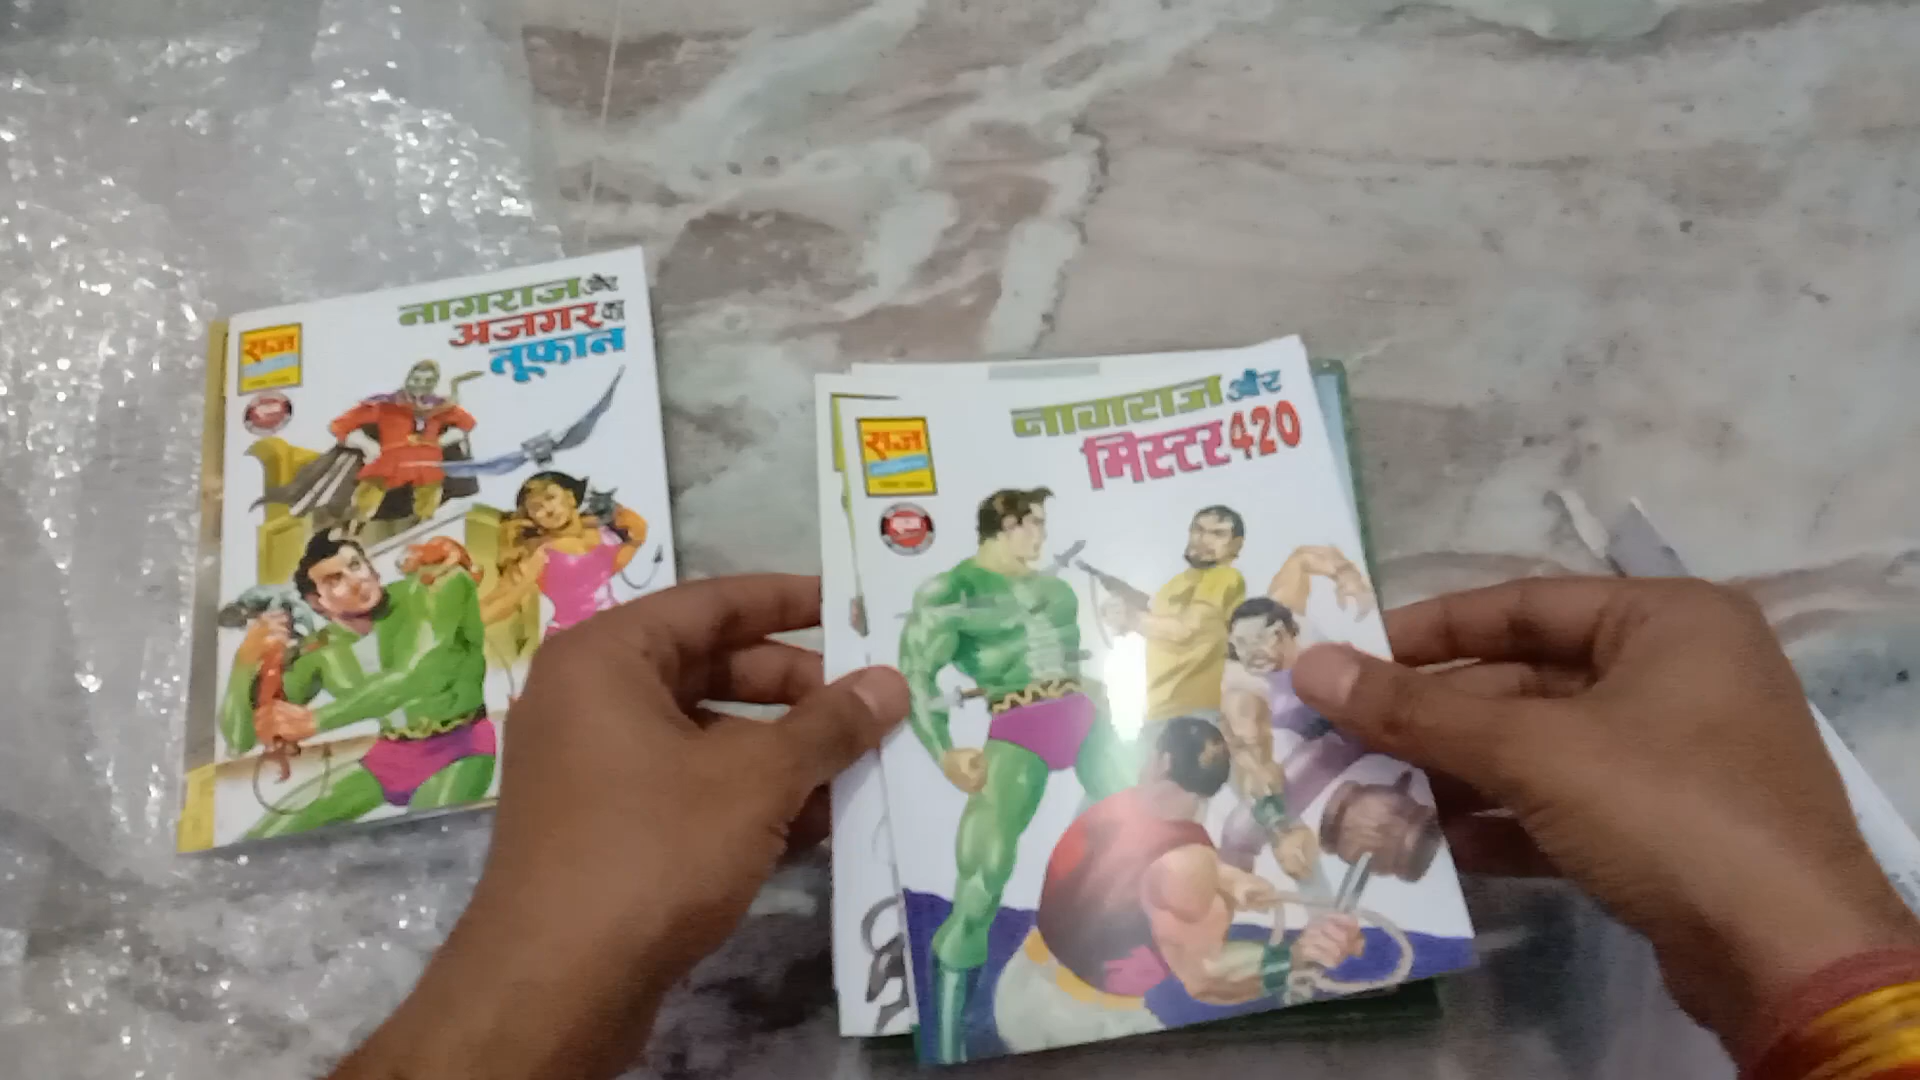 नागराज और
अजगर का
तूफान
राज
नागराज और
मिस्टर 420
राज